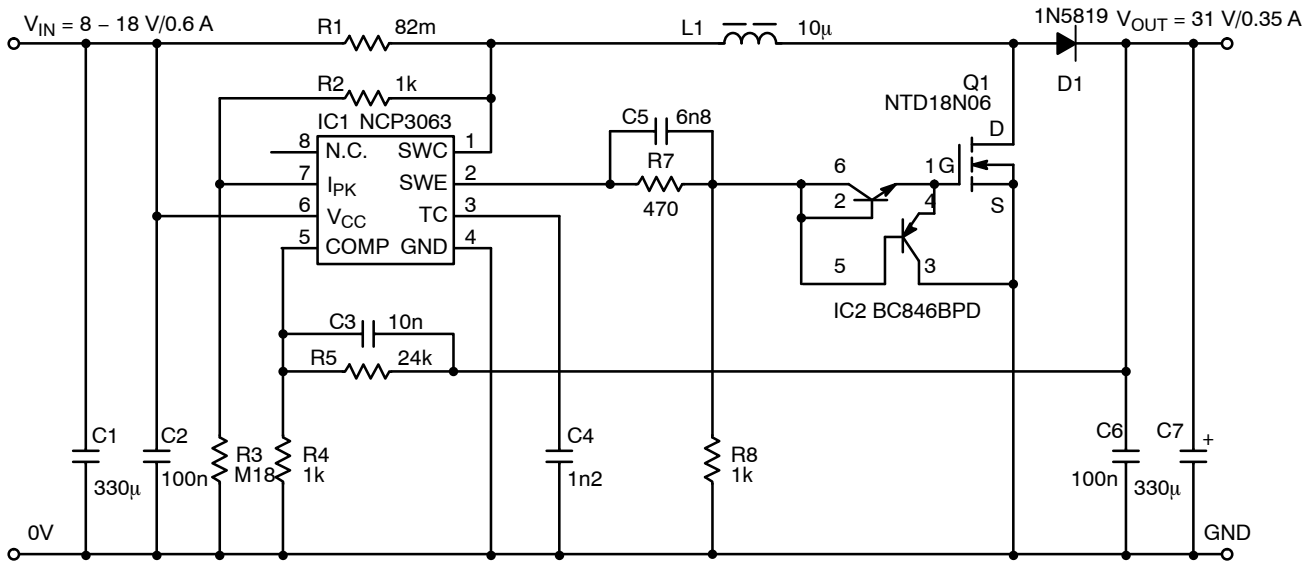 V_IN = 8 – 18 V/0.6 A
R1 82m
L1 10μ
1N5819
V_OUT = 31 V/0.35 A
D1
R2 1k
IC1 NCP3063
8 N.C. SWC 1
7 I_PK SWE 2
6 V_CC TC 3
5 COMP GND 4
C5 6n8
R7
470
Q1
NTD18N06
D
G
S
6
1
2
4
5
3
IC2 BC846BPD
C3 10n
R5 24k
C1
330μ
C2
100n
R3
M18
R4
1k
C4
1n2
R8
1k
C6
100n
C7
+
330μ
0V
GND